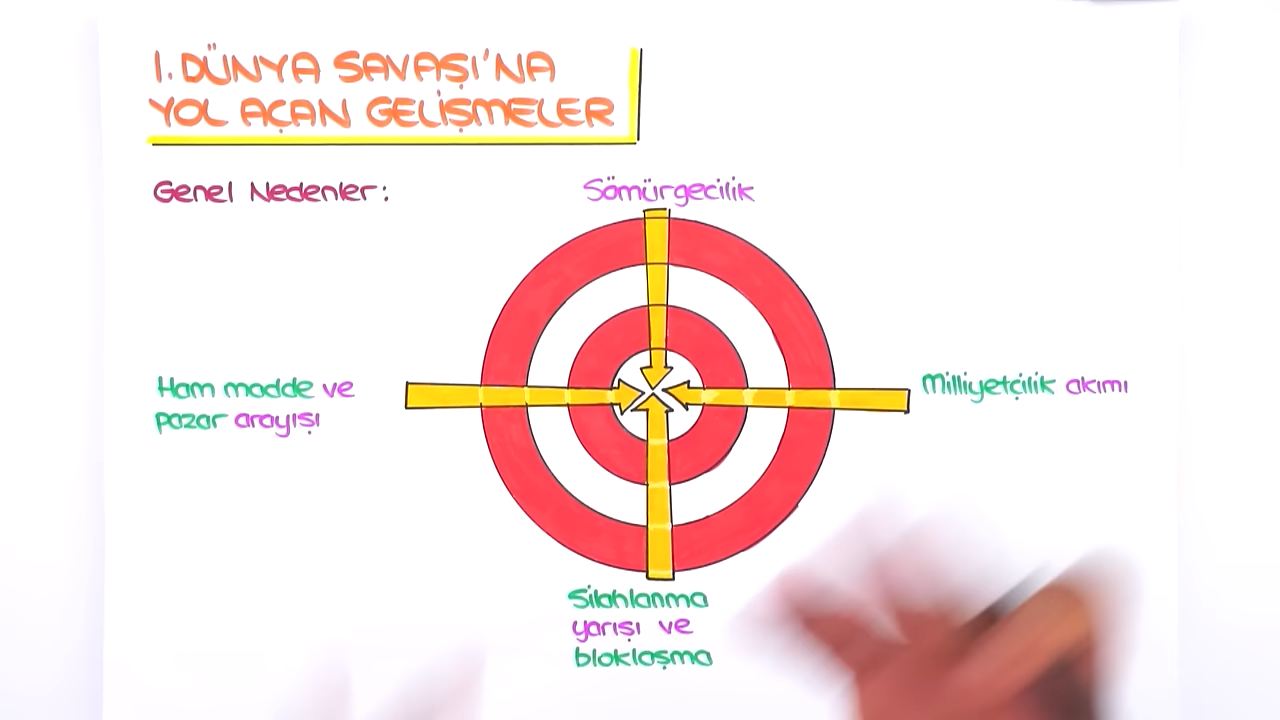 I. DÜNYA SAVAŞI'NA
YOL AÇAN GELİŞMELER
Genel Nedenler:
Sömürgecilik
Ham madde ve
pazar arayışı
Milliyetçilik akımı
Silahlanma
yarışı ve
bloklaşma